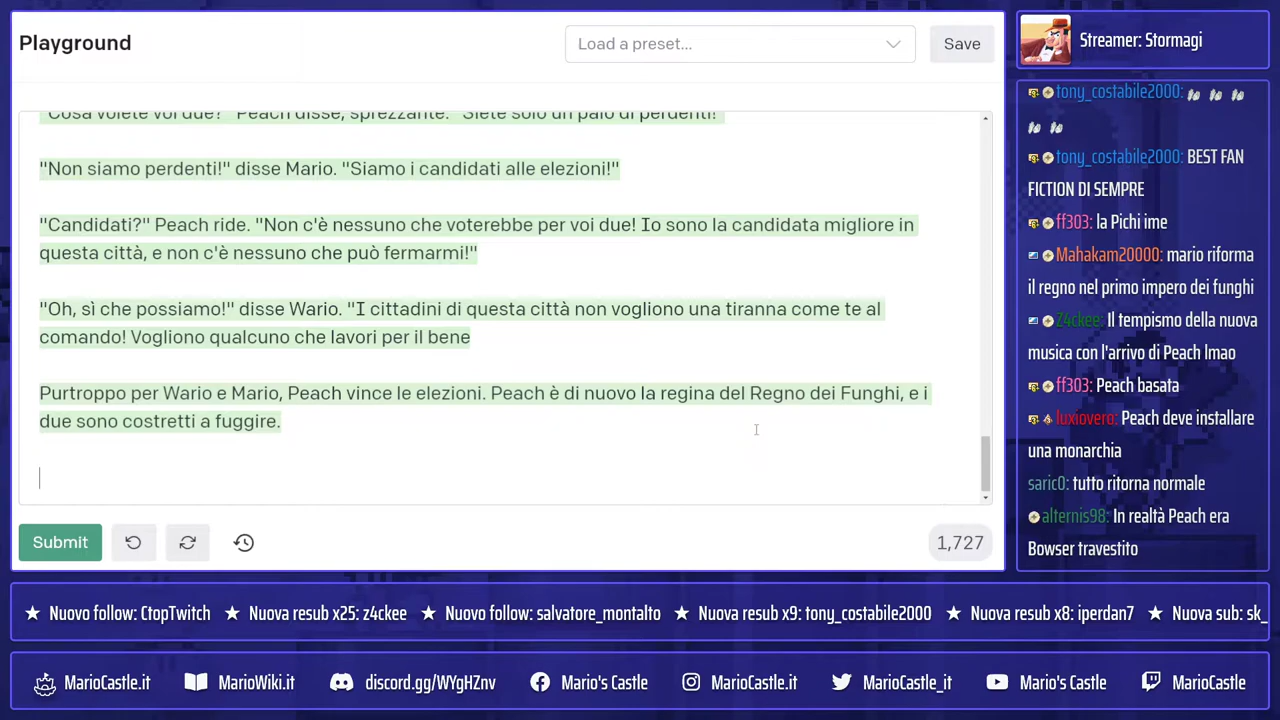 Playground
Load a preset...
Save
"Cosa volete voi due?" Peach disse, sprezzante. "Siete solo un paio di perdenti!"
"Non siamo perdenti!" disse Mario. "Siamo i candidati alle elezioni!"
"Candidati?" Peach ride. "Non c'è nessuno che voterebbe per voi due! Io sono la candidata migliore in
questa città, e non c'è nessuno che può fermarmi!"
"Oh, sì che possiamo!" disse Wario. "I cittadini di questa città non vogliono una tiranna come te al
comando! Vogliono qualcuno che lavori per il bene
Purtroppo per Wario e Mario, Peach vince le elezioni. Peach è di nuovo la regina del Regno dei Funghi, e i
due sono costretti a fuggire.
Submit
1,727
Streamer: Stormagi
tony_costabile2000:
tony_costabile2000: BEST FAN
FICTION DI SEMPRE
ff303: la Pichi ime
Mahakam20000: mario riforma
il regno nel primo impero dei funghi
Z4ckee: Il tempismo della nuova
musica con l'arrivo di Peach lmao
ff303: Peach basata
luxiovero: Peach deve installare
una monarchia
saric0: tutto ritorna normale
alternis98: In realtà Peach era
Bowser travestito
★ Nuovo follow: CtopTwitch ★ Nuova resub x25: z4ckee ★ Nuovo follow: salvatore_montalto ★ Nuova resub x9: tony_costabile2000 ★ Nuova resub x8: iperdan7 ★ Nuova sub: sk_
MarioCastle.it MarioWiki.it discord.gg/WYgHZnv Mario's Castle MarioCastle.it MarioCastle_it Mario's Castle MarioCastle